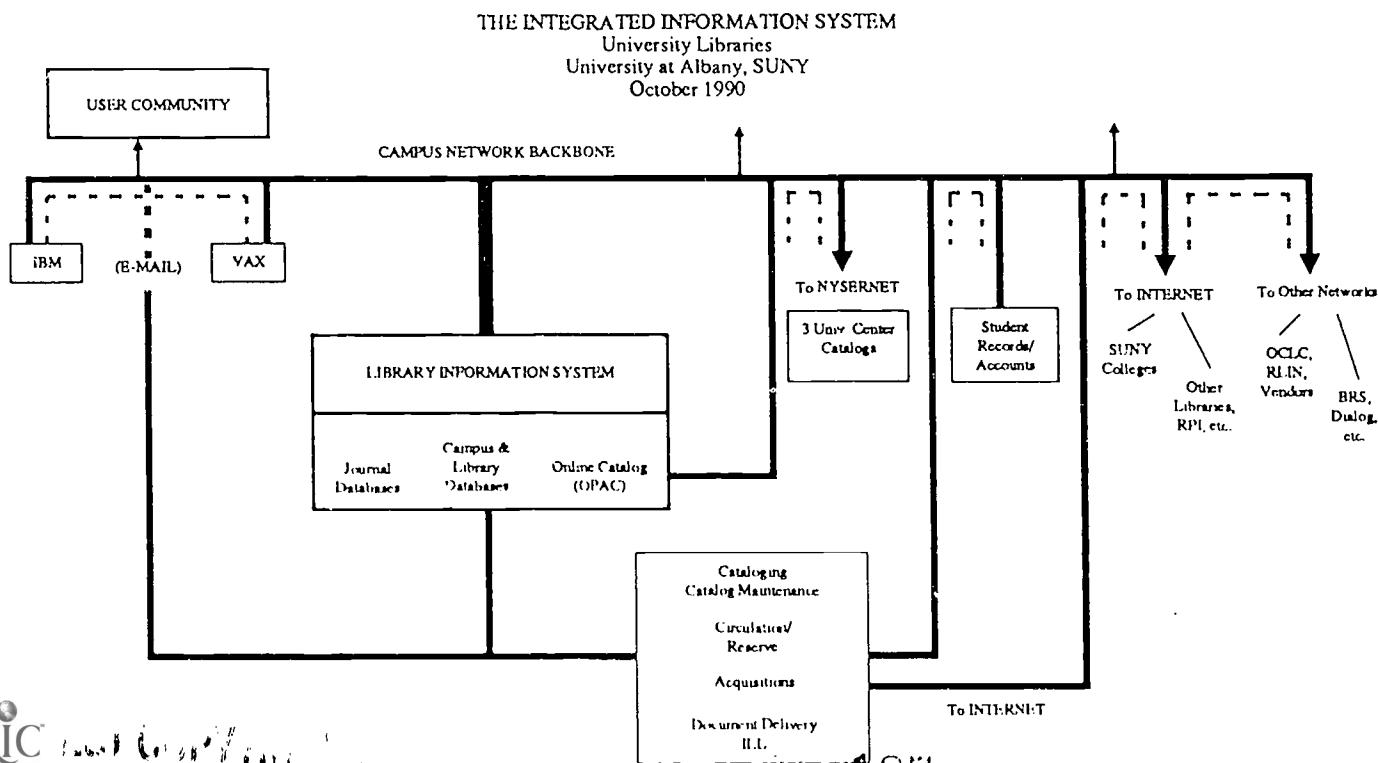 THE INTEGRATED INFORMATION SYSTEM
University Libraries
University at Albany, SUNY
October 1990
USER COMMUNITY
CAMPUS NETWORK BACKBONE
IBM
(E-MAIL)
VAX
To NYSERNET
3 Univ. Center
Catalogs
Student
Records/
Accounts
To INTERNET
SUNY
Colleges
Other
Libraries,
RPI, etc.
To Other Networks
OCLC,
RLIN,
Vendors
BRS,
Dialog,
etc.
LIBRARY INFORMATION SYSTEM
Journal
Databases
Campus &
Library
Databases
Online Catalog
(OPAC)
Cataloging
Catalog Maintenance
Circulation/
Reserve
Acquisitions
Document Delivery
ILL
To INTERNET
IC